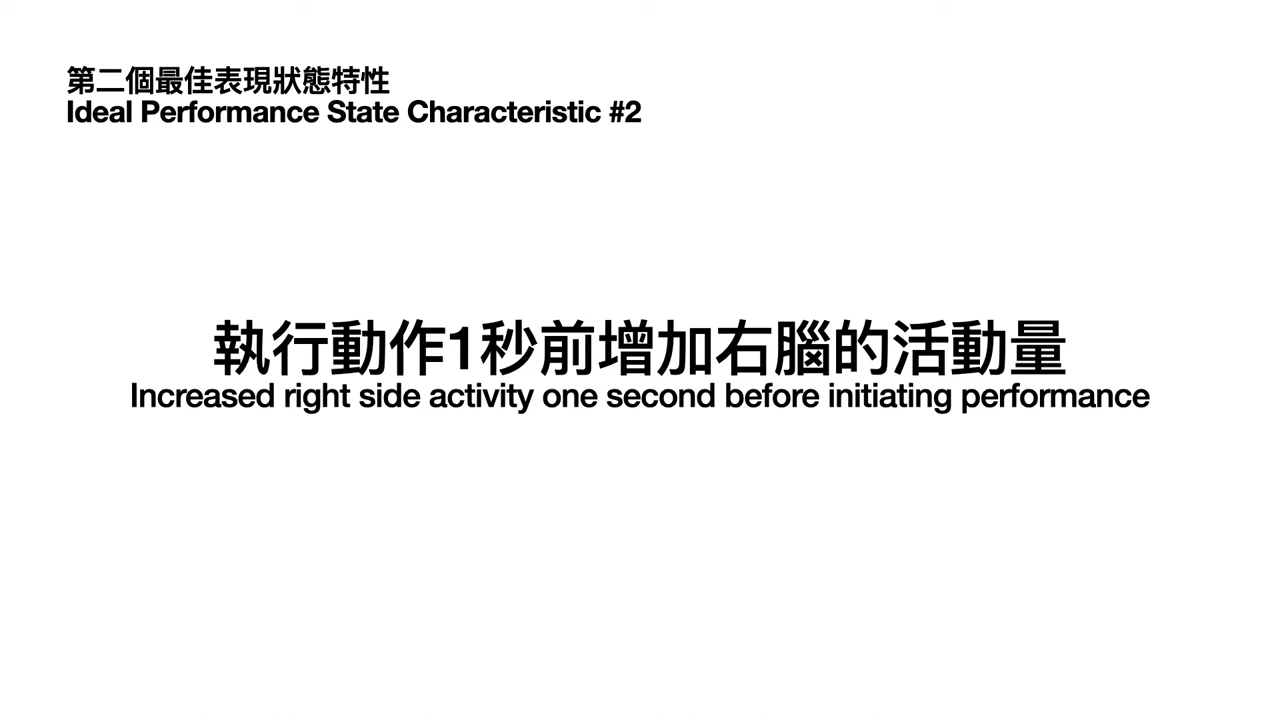 第二個最佳表現狀態特性
Ideal Performance State Characteristic #2
執行動作1秒前增加右腦的活動量
Increased right side activity one second before initiating performance